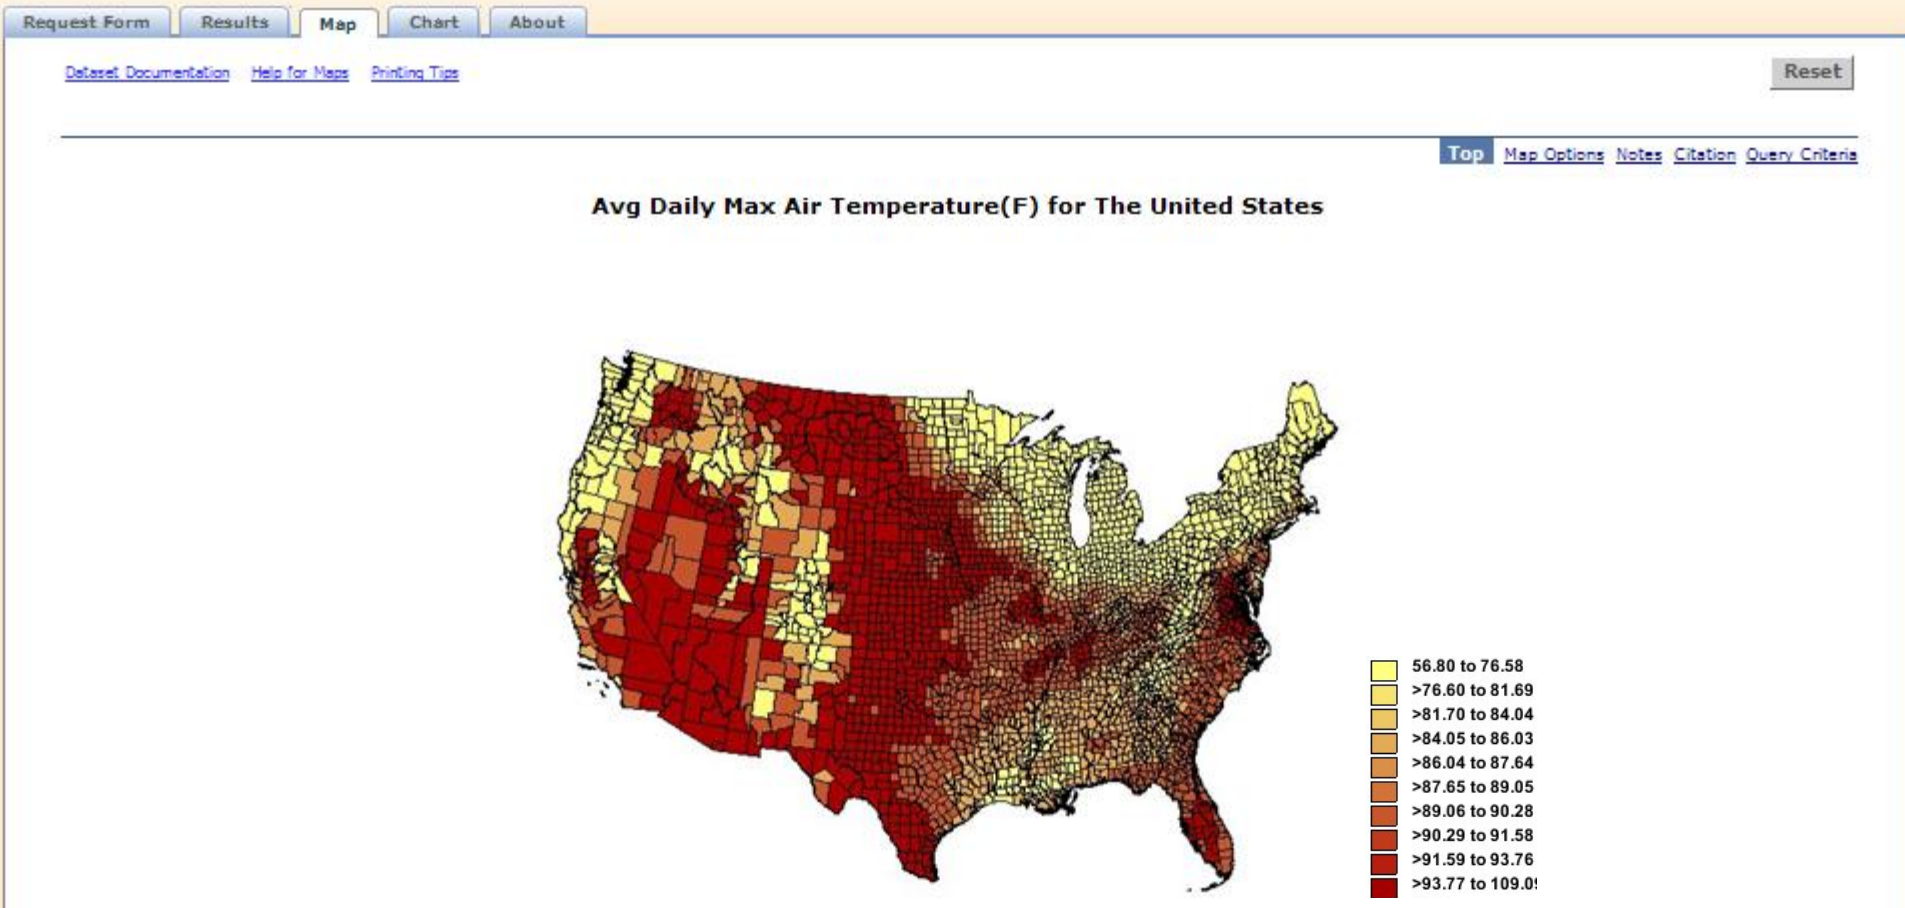 Request Form Results Map Chart About
Dataset Documentation Help for Maps Printing Tips
Reset
Top Map Options Notes Citation Query Criteria
Avg Daily Max Air Temperature(F) for The United States
56.80 to 76.58
>76.60 to 81.69
>81.70 to 84.04
>84.05 to 86.03
>86.04 to 87.64
>87.65 to 89.05
>89.06 to 90.28
>90.29 to 91.58
>91.59 to 93.76
>93.77 to 109.0